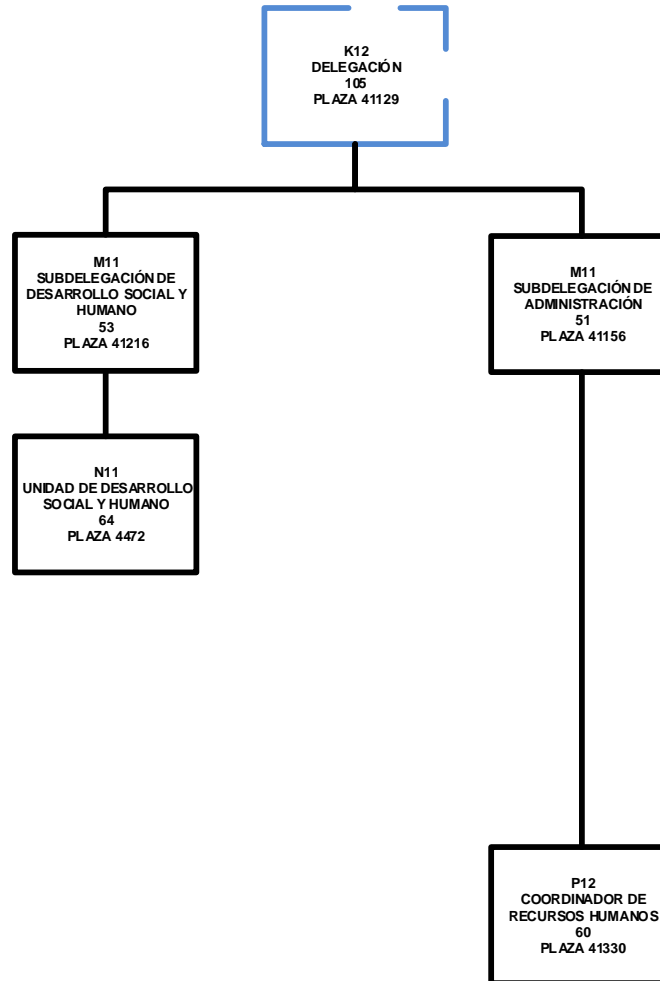 K12
DELEGACIÓN
105
PLAZA 41129
M11
SUBDELEGACIÓN DE
DESARROLLO SOCIAL Y
HUMANO
53
PLAZA 41216
M11
SUBDELEGACIÓN DE
ADMINISTRACIÓN
51
PLAZA 41156
N11
UNIDAD DE DESARROLLO
SOCIAL Y HUMANO
64
PLAZA 4472
P12
COORDINADOR DE
RECURSOS HUMANOS
60
PLAZA 41330